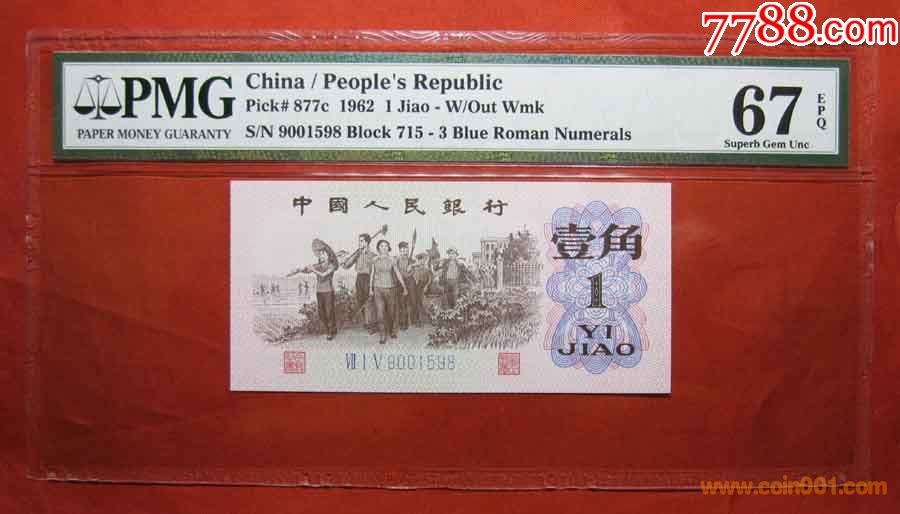 7788.com
PMG
PAPER MONEY GUARANTY
China / People's Republic
Pick# 877c 1962 1 Jiao - W/Out Wmk
S/N 9001598 Block 715 - 3 Blue Roman Numerals
67 EPQ
Superb Gem Unc
中國人民銀行
壹角
1
YI
JIAO
Ⅶ Ⅰ Ⅴ 9001598
www.coin001.com